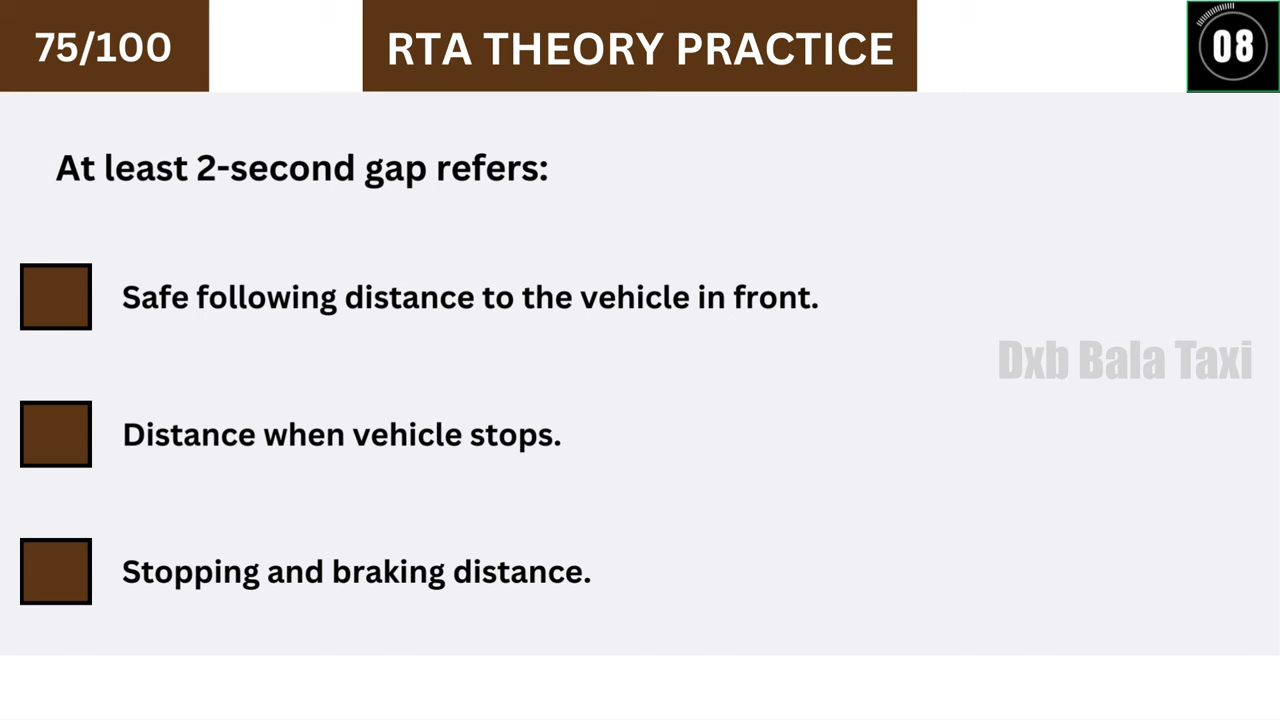 75/100
RTA THEORY PRACTICE
08
At least 2-second gap refers:
Safe following distance to the vehicle in front.
Dxb Bala Taxi
Distance when vehicle stops.
Stopping and braking distance.